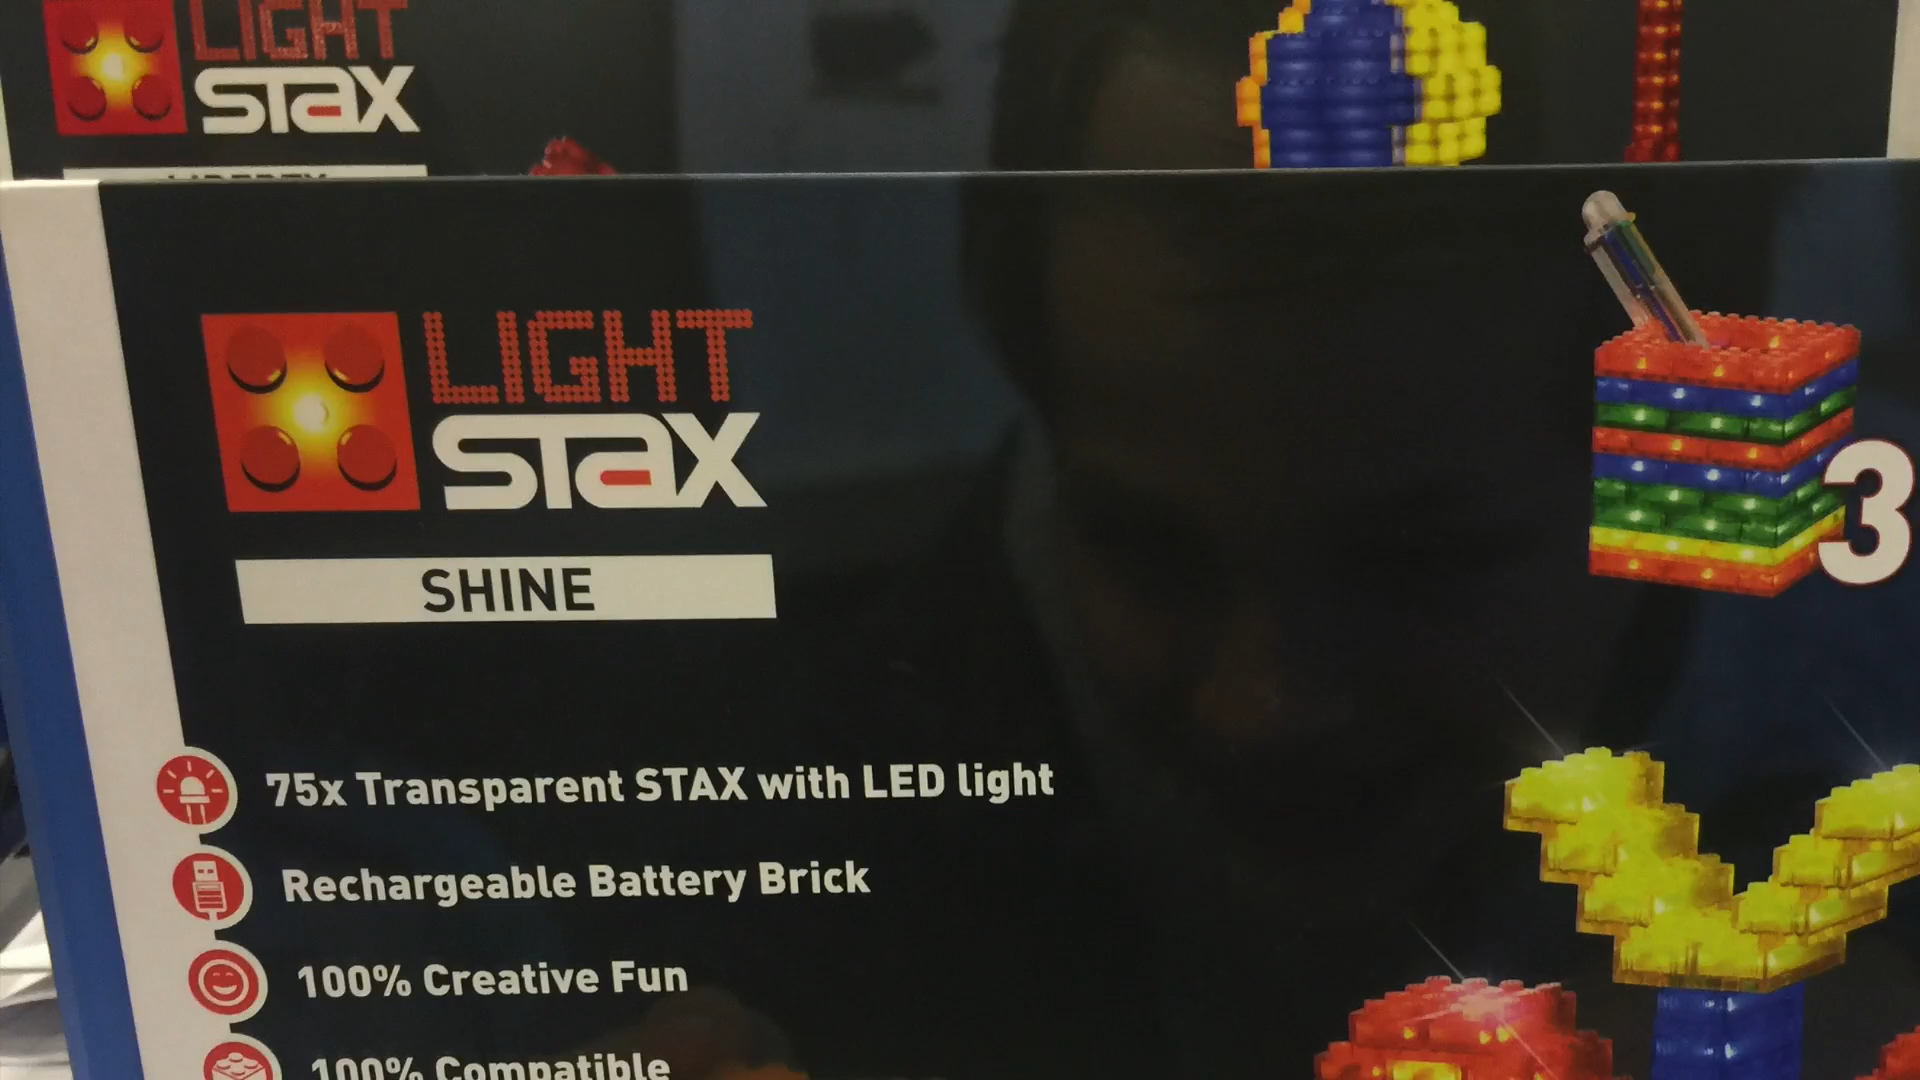 LIGHT
STAX
LIBERTY
LIGHT
STAX
SHINE
3
75x Transparent STAX with LED light
Rechargeable Battery Brick
100% Creative Fun
100% Compatible